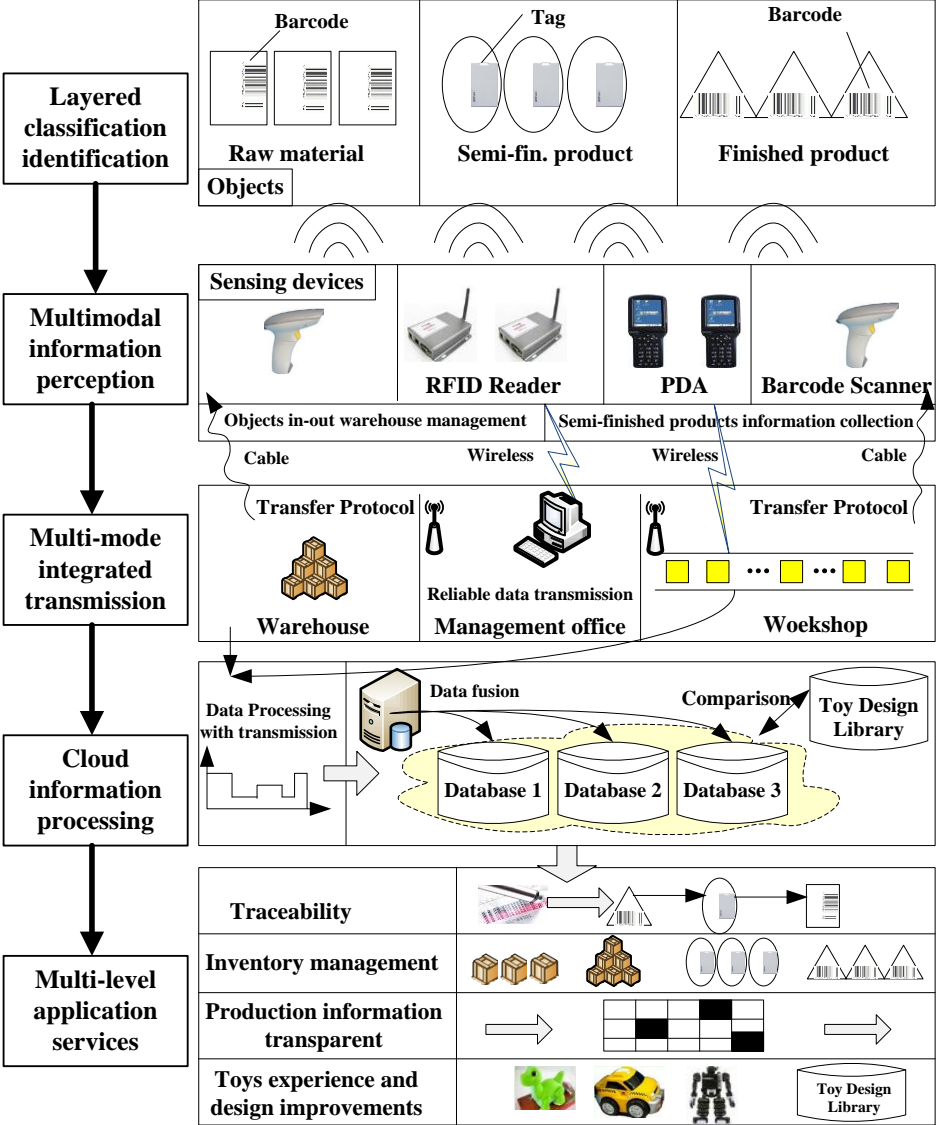 Barcode
Tag
Barcode
Layered
classification
identification
Raw material
Semi-fin. product
Finished product
Objects
Sensing devices
Multimodal
information
perception
RFID Reader
PDA
Barcode Scanner
Objects in-out warehouse management
Semi-finished products information collection
Cable
Wireless
Wireless
Cable
Transfer Protocol
Transfer Protocol
Multi-mode
integrated
transmission
Reliable data transmission
Warehouse
Management office
Woekshop
Data Processing
with transmission
Data fusion
Comparison
Toy Design
Library
Cloud
information
processing
Database 1
Database 2
Database 3
Traceability
Multi-level
application
services
Inventory management
Production information
transparent
Toys experience and
design improvements
Toy Design
Library